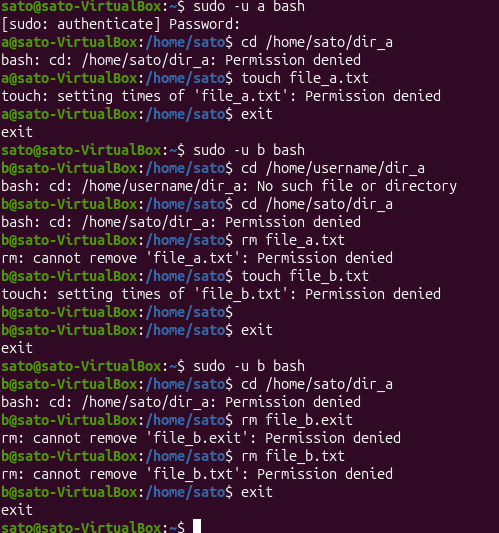 sato@sato-VirtualBox:~$ sudo -u a bash
[sudo: authenticate] Password:
a@sato-VirtualBox:/home/sato$ cd /home/sato/dir_a
bash: cd: /home/sato/dir_a: Permission denied
a@sato-VirtualBox:/home/sato$ touch file_a.txt
touch: setting times of 'file_a.txt': Permission denied
a@sato-VirtualBox:/home/sato$ exit
exit
sato@sato-VirtualBox:~$ sudo -u b bash
b@sato-VirtualBox:/home/sato$ cd /home/username/dir_a
bash: cd: /home/username/dir_a: No such file or directory
b@sato-VirtualBox:/home/sato$ cd /home/sato/dir_a
bash: cd: /home/sato/dir_a: Permission denied
b@sato-VirtualBox:/home/sato$ rm file_a.txt
rm: cannot remove 'file_a.txt': Permission denied
b@sato-VirtualBox:/home/sato$ touch file_b.txt
touch: setting times of 'file_b.txt': Permission denied
b@sato-VirtualBox:/home/sato$
b@sato-VirtualBox:/home/sato$ exit
exit
sato@sato-VirtualBox:~$ sudo -u b bash
b@sato-VirtualBox:/home/sato$ cd /home/sato/dir_a
bash: cd: /home/sato/dir_a: Permission denied
b@sato-VirtualBox:/home/sato$ rm file_b.exit
rm: cannot remove 'file_b.exit': Permission denied
b@sato-VirtualBox:/home/sato$ rm file_b.txt
rm: cannot remove 'file_b.txt': Permission denied
b@sato-VirtualBox:/home/sato$ exit
exit
sato@sato-VirtualBox:~$